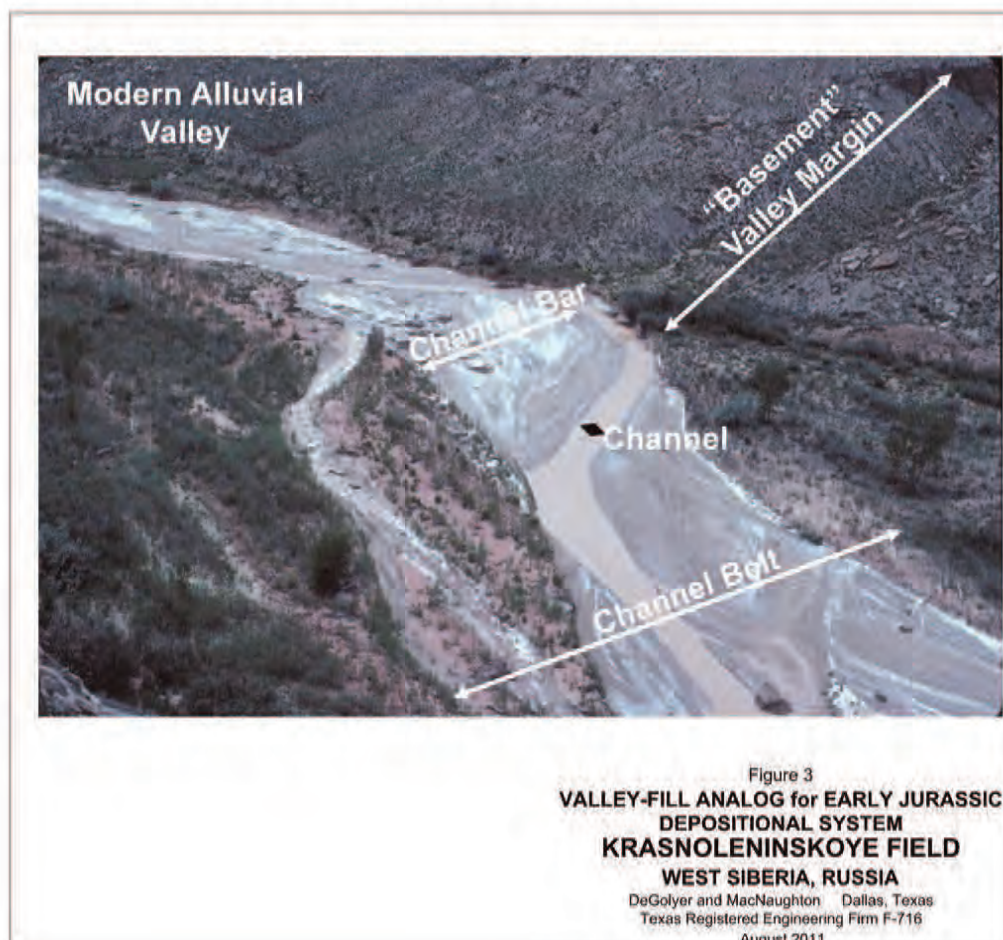 Modern Alluvial
Valley
“Basement”
Valley Margin
Channel Bar
Channel
Channel Belt
Figure 3
VALLEY-FILL ANALOG for EARLY JURASSIC
DEPOSITIONAL SYSTEM
KRASNOLENINSKOYE FIELD
WEST SIBERIA, RUSSIA
DeGolyer and MacNaughton Dallas, Texas
Texas Registered Engineering Firm F-716
August 2011